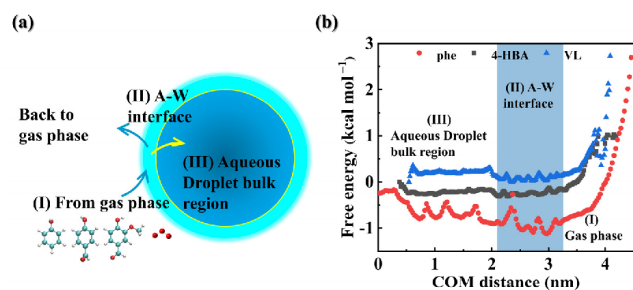 (a)
(II) A-W
interface
Back to
gas phase
(III) Aqueous
Droplet bulk
region
(I) From gas phase
(b)
Free energy (kcal mol⁻¹)
3
2
1
0
-1
phe 4-HBA VL
(II) A-W
interface
(III)
Aqueous Droplet
bulk region
(I)
Gas phase
0 1 2 3 4
COM distance (nm)